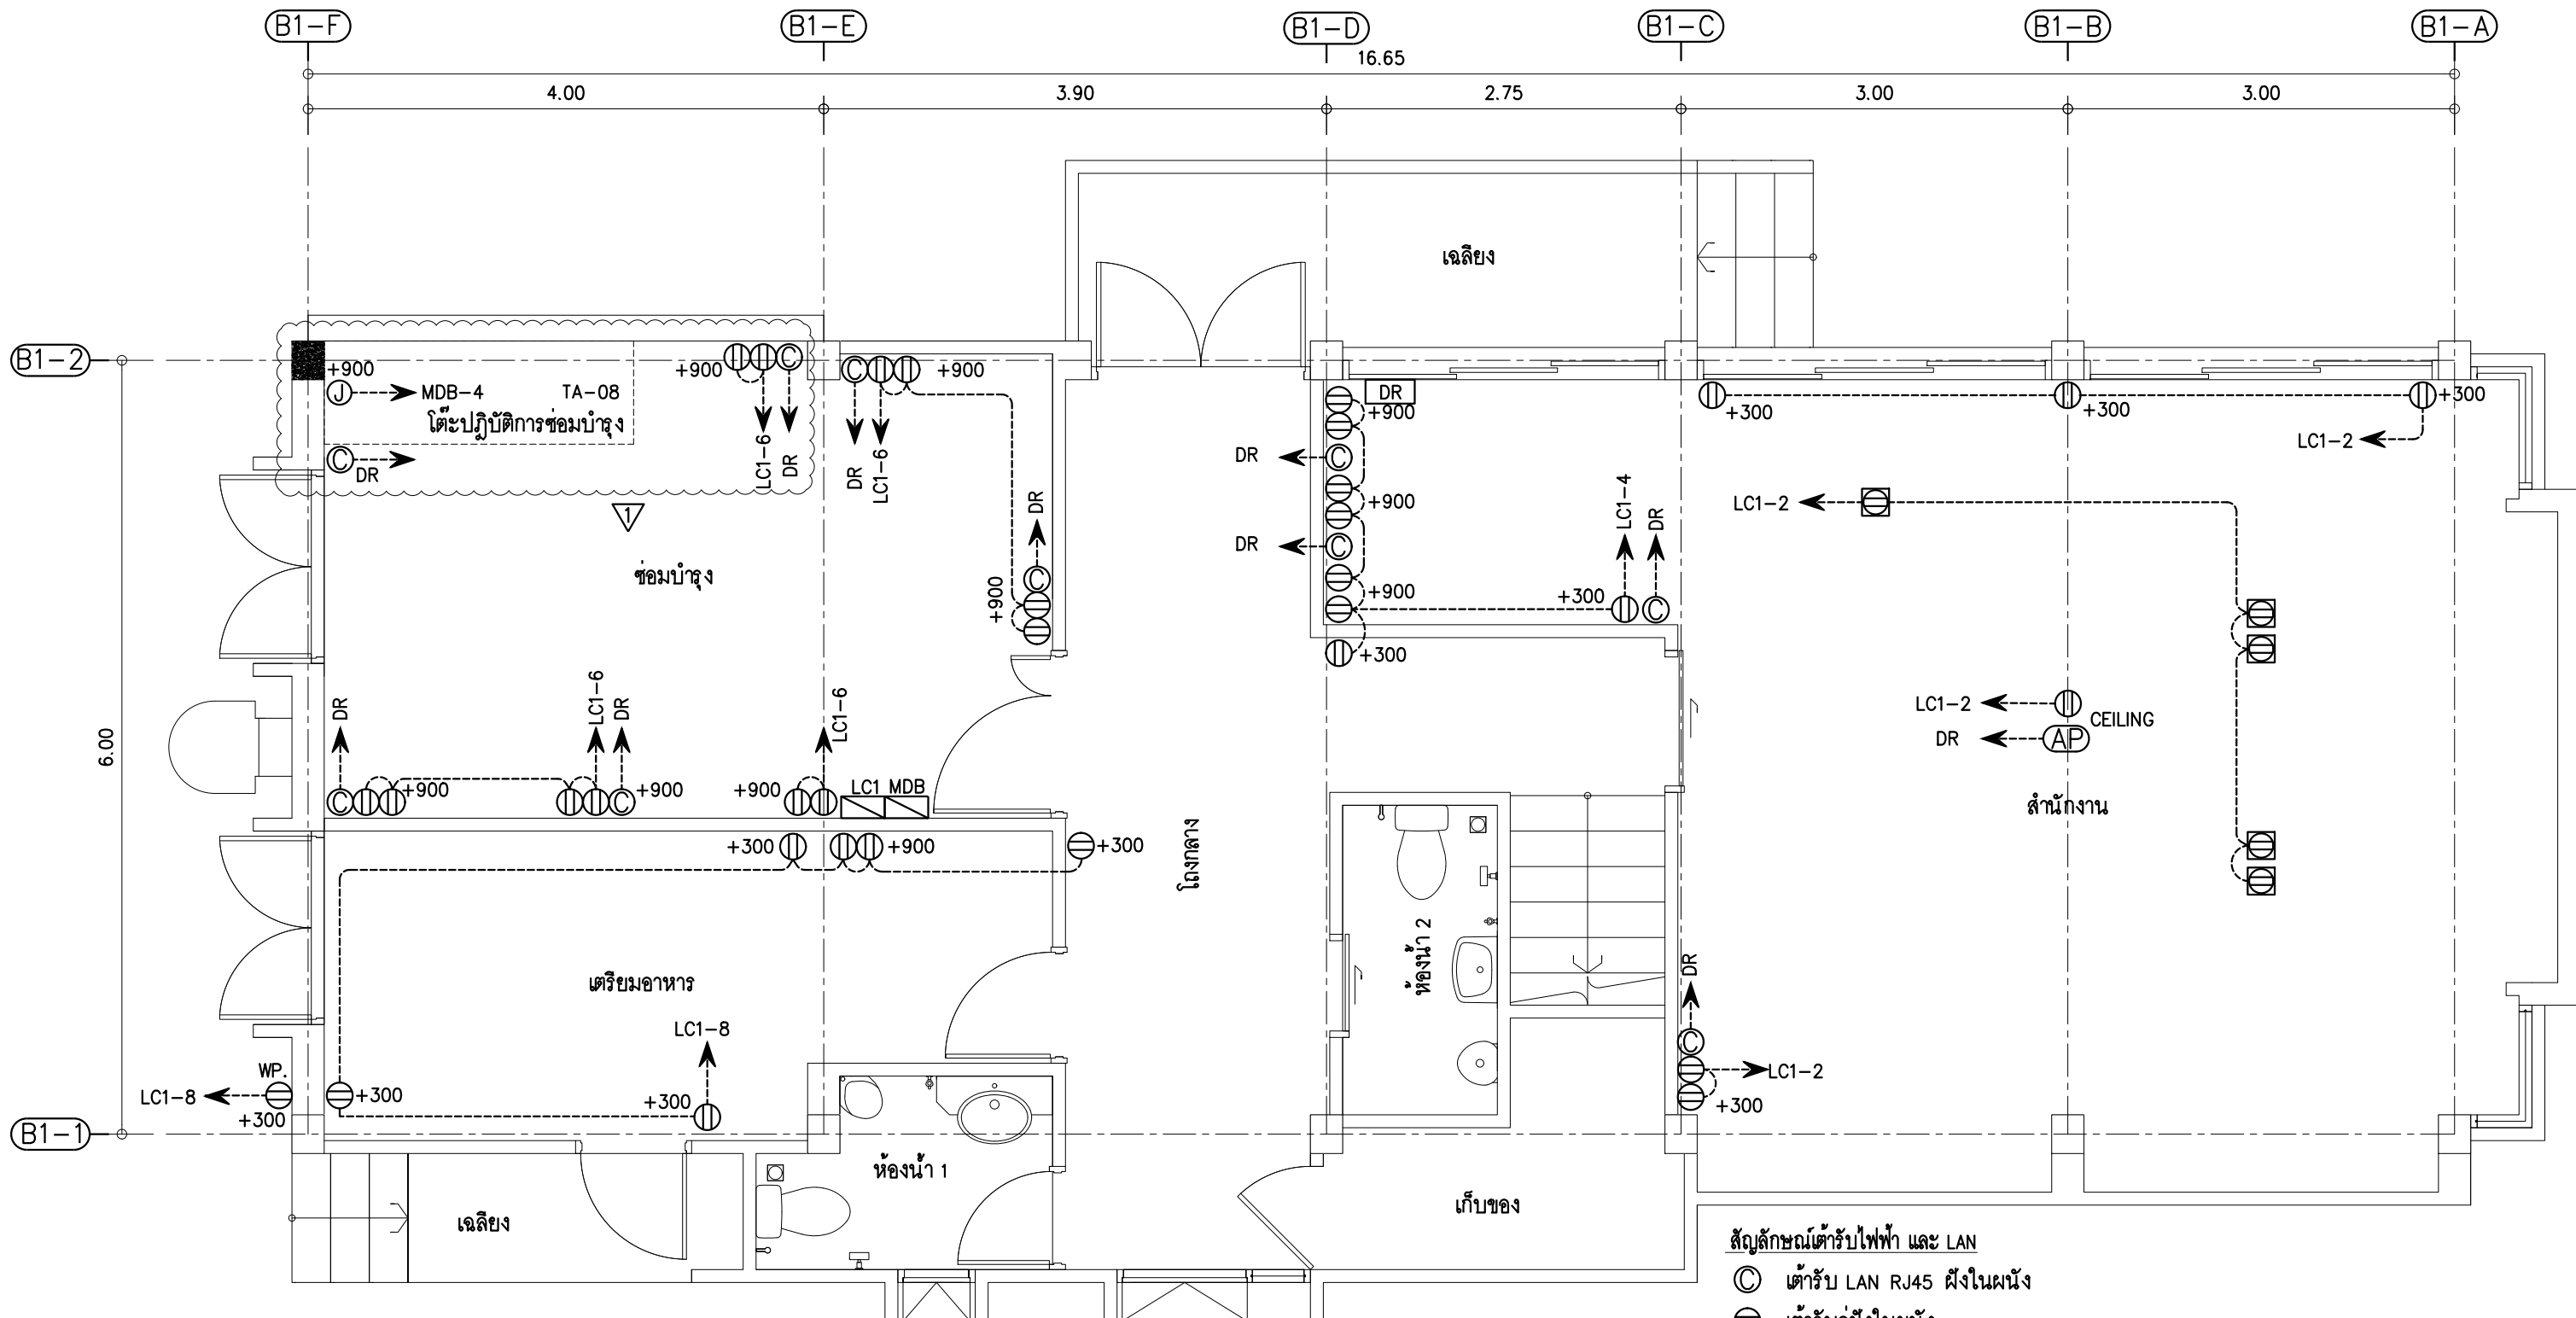 B1-F B1-E B1-D B1-C B1-B B1-A
16.65
4.00 3.90 2.75 3.00 3.00
เฉลียง
B1-2
+900 +900 +900 DR
J MDB-4 TA-08 C C +900 +300 +300 +300
โต๊ะปฏิบัติการซ่อมบำรุง
LC1-6 DR DR LC1-6 LC1-2
C DR DR C
1 DR LC1-2
+900
LC1-4 DR
DR C
ซ่อมบำรุง
C
+900 +900 +300 C
+300
DR LC1-6 DR LC1-6
LC1-2 CEILING
DR AP
6.00
LC1 MDB
C +900 C +900 +900
สำนักงาน
+300 +900 +300
โถงกลาง
ห้องน้ำ 2
DR
เตรียมอาหาร
LC1-8 C
WP. LC1-2
LC1-8 +300 +300 +300
+300
B1-1
ห้องน้ำ 1
เฉลียง เก็บของ
สัญลักษณ์เต้ารับไฟฟ้า และ LAN
C เต้ารับ LAN RJ45 ฝังในผนัง